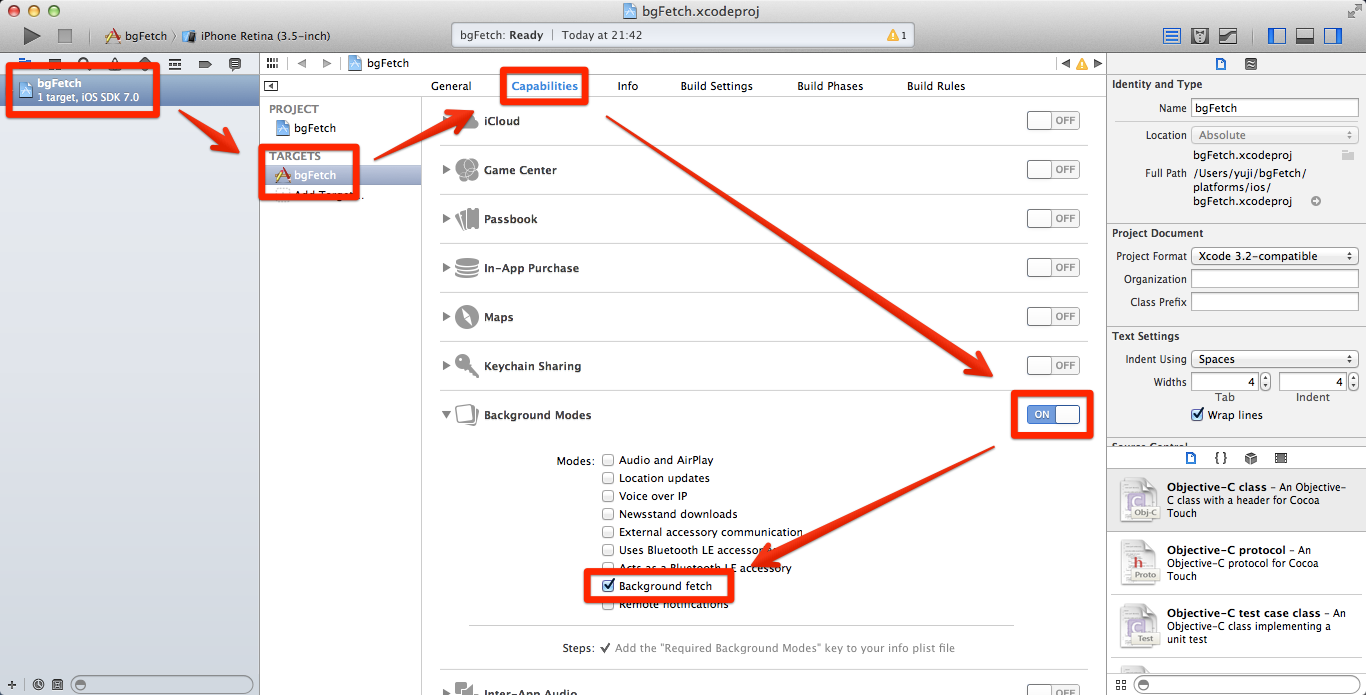 bgFetch.xcodeproj
bgFetch
iPhone Retina (3.5-inch)
bgFetch: Ready | Today at 21:42
1
bgFetch
1 target, iOS SDK 7.0
bgFetch
PROJECT
bgFetch
TARGETS
bgFetch
Add Target...
General
Capabilities
Info
Build Settings
Build Phases
Build Rules
iCloud
OFF
Game Center
OFF
Passbook
OFF
In-App Purchase
OFF
Maps
OFF
Keychain Sharing
OFF
Background Modes
ON
Modes:
Audio and AirPlay
Location updates
Voice over IP
Newsstand downloads
External accessory communication
Uses Bluetooth LE accessories
Acts as a Bluetooth LE accessory
Background fetch
Remote notifications
Steps: ✔ Add the "Required Background Modes" key to your info plist file
Inter-App Audio
OFF
Identity and Type
Name bgFetch
Location Absolute
bgFetch.xcodeproj
Full Path /Users/yuji/bgFetch/
platforms/ios/
bgFetch.xcodeproj
Project Document
Project Format Xcode 3.2-compatible
Organization
Class Prefix
Text Settings
Indent Using Spaces
Widths 4 4
Tab Indent
Wrap lines
Source Control
{ }
Obj-C
Objective-C class – An Objective-
C class with a header for Cocoa
Touch
h
Proto
Objective-C protocol – An
Objective-C protocol for Cocoa
Touch
C
Test
Objective-C test case class – An
Objective-C class implementing a
unit test